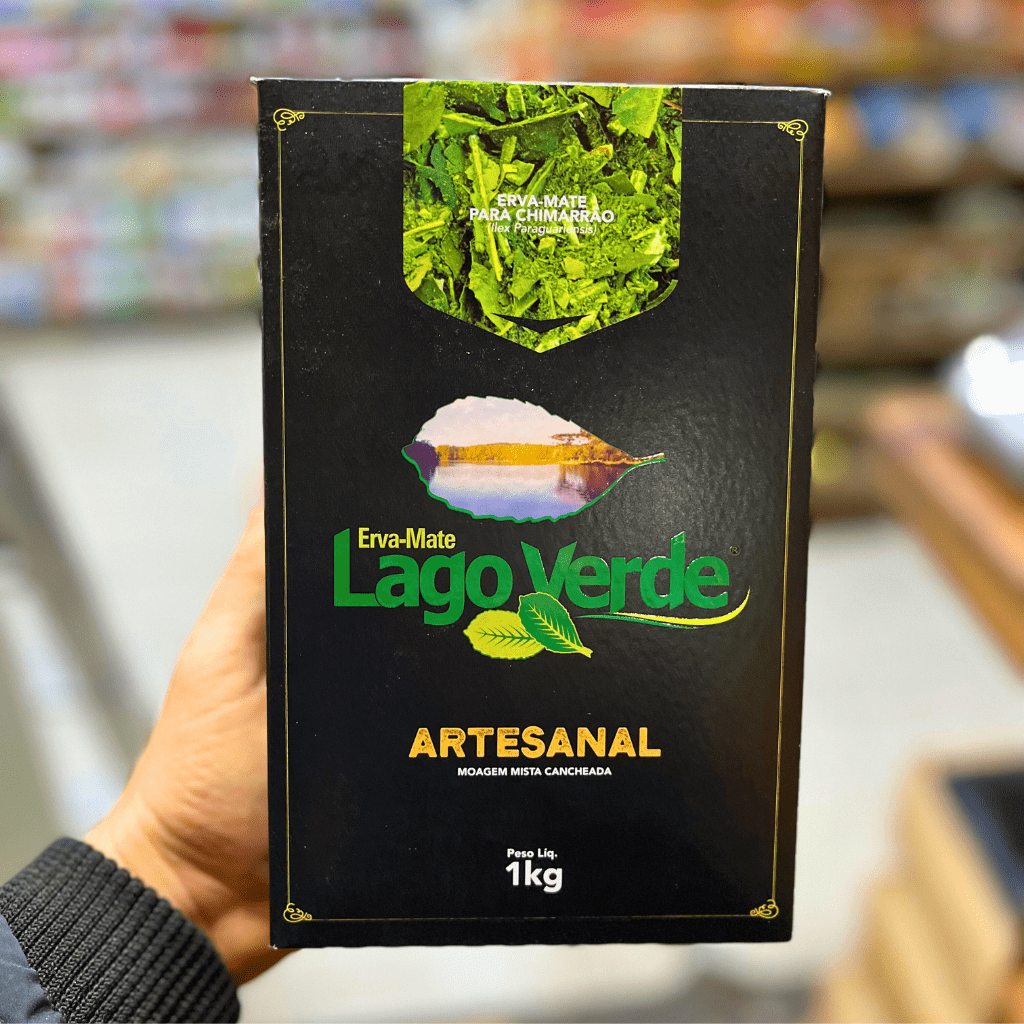 ERVA-MATE
PARA CHIMARRÃO
(Ilex Paraguariensis)
Erva-Mate
Lago Verde®
ARTESANAL
MOAGEM MISTA CANCHEADA
Peso Líq.
1kg